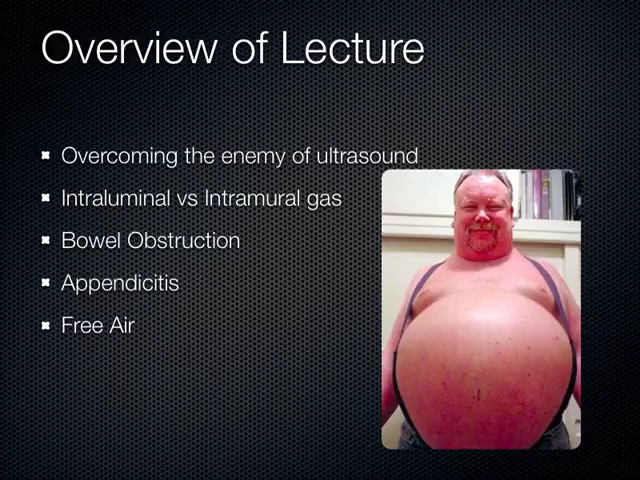 Overview of Lecture
Overcoming the enemy of ultrasound
Intraluminal vs Intramural gas
Bowel Obstruction
Appendicitis
Free Air